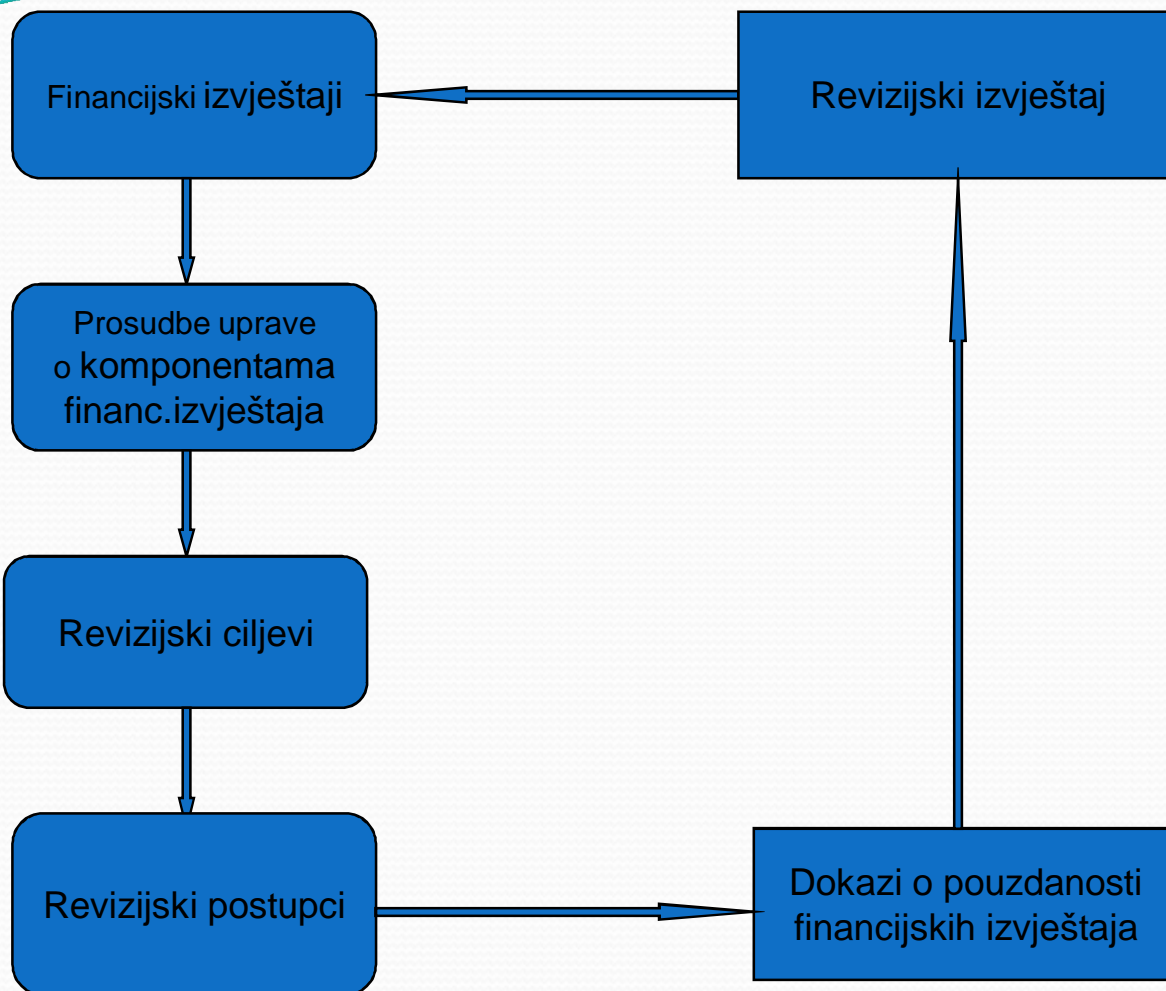 Financijski izvještaji
Revizijski izvještaj
Prosudbe uprave
o komponentama
financ.izvještaja
Revizijski ciljevi
Revizijski postupci
Dokazi o pouzdanosti
financijskih izvještaja